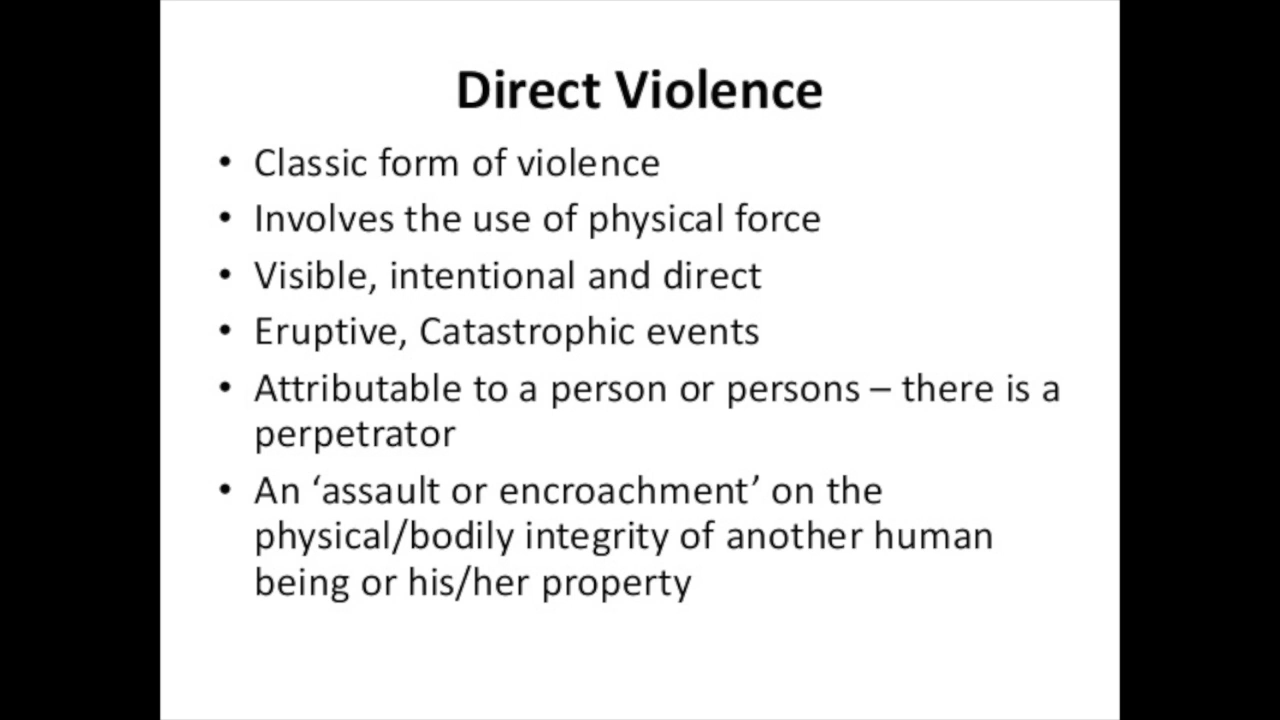 Direct Violence
• Classic form of violence
• Involves the use of physical force
• Visible, intentional and direct
• Eruptive, Catastrophic events
• Attributable to a person or persons – there is a
perpetrator
• An ‘assault or encroachment’ on the
physical/bodily integrity of another human
being or his/her property